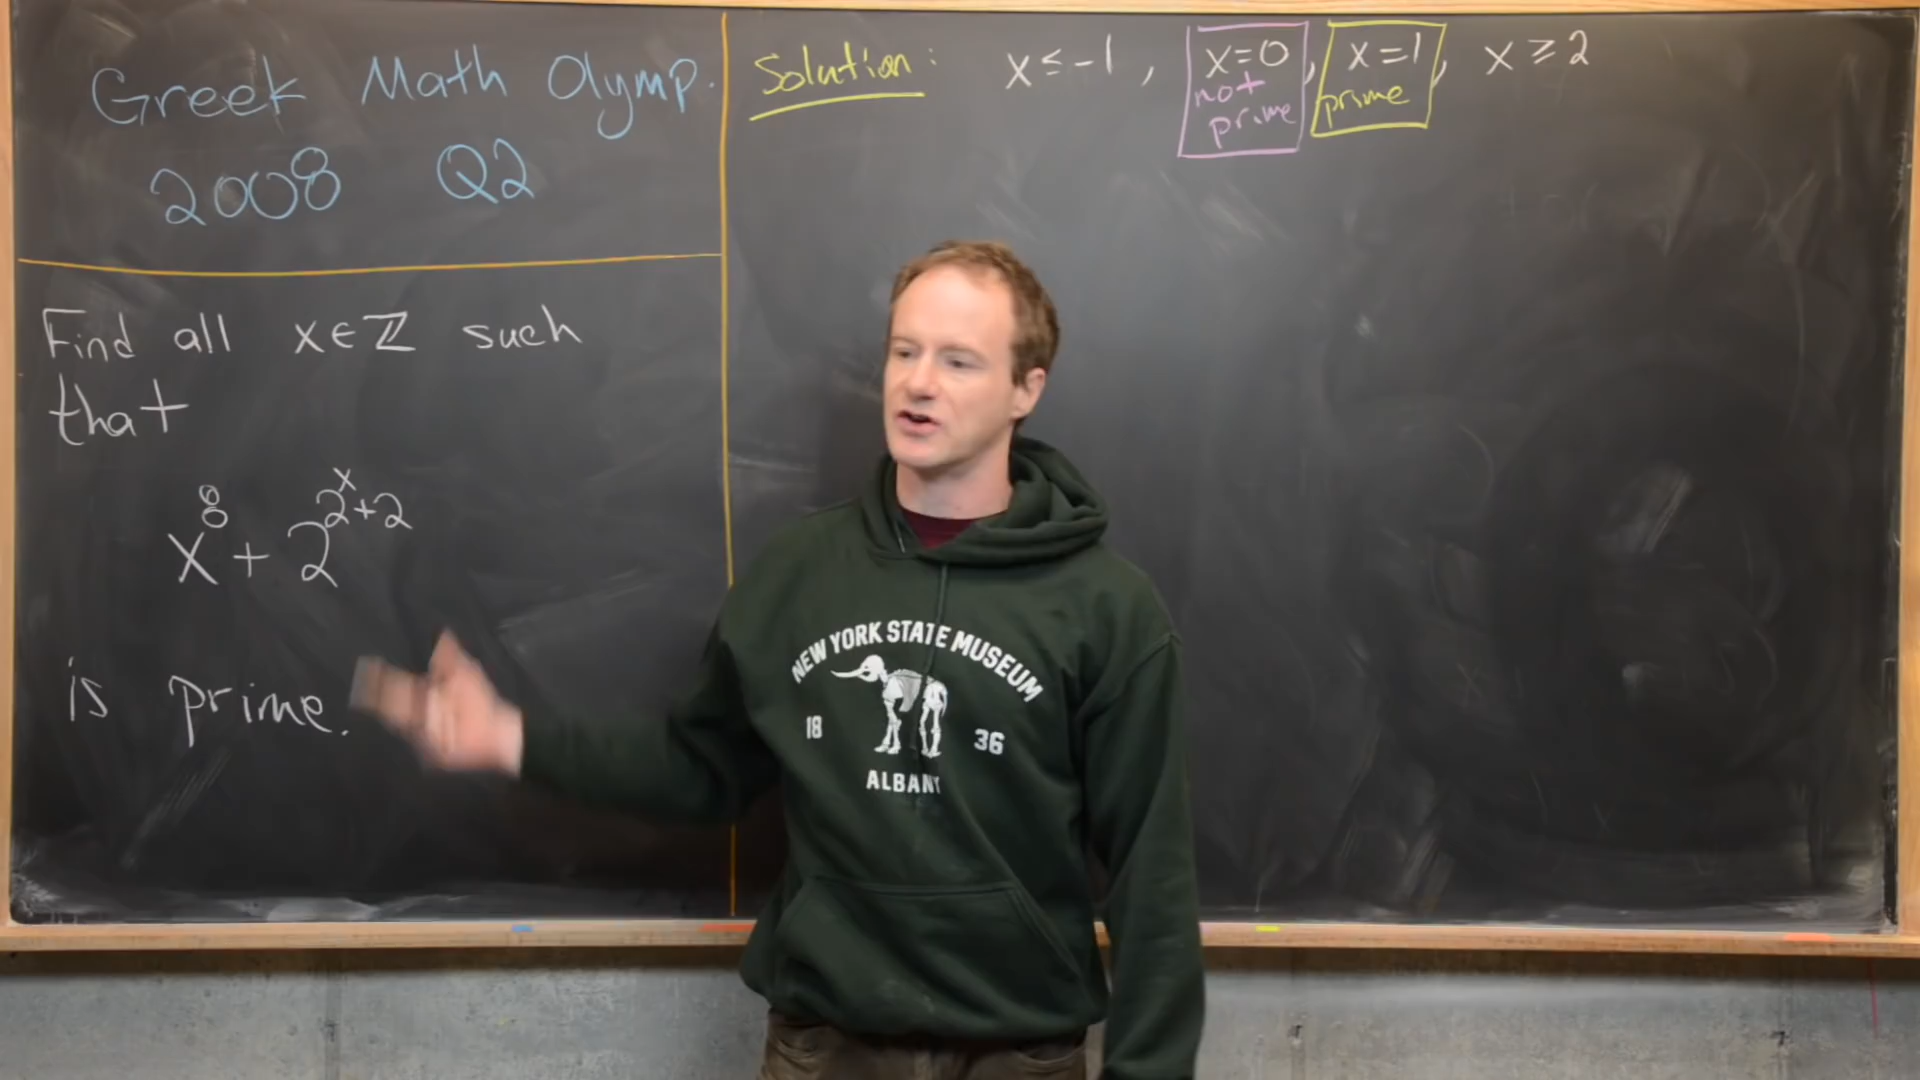 Greek Math Olymp.
2008 Q2
Find all x∈ℤ such
that
x^8 + 2^{2^x+2}
is prime.
Solution: x ≤ -1, x=0, x=1, x ≥ 2
not prime
prime
NEW YORK STATE MUSEUM
18 36
ALBANY